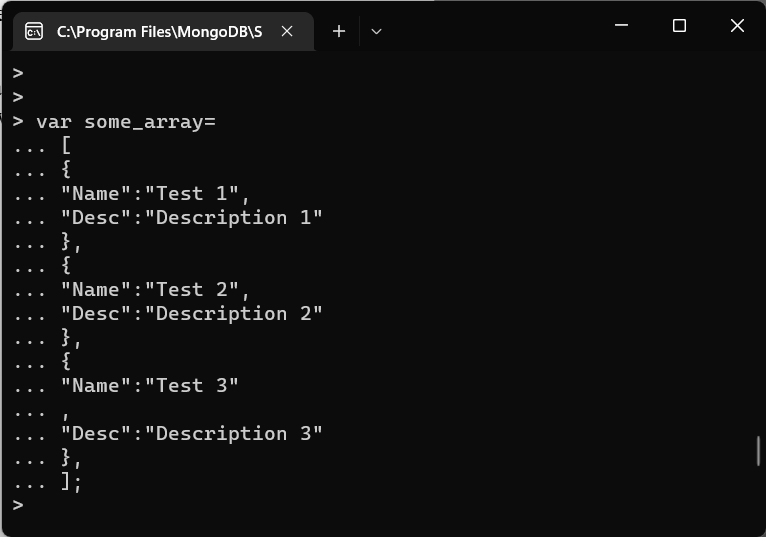 C:\Program Files\MongoDB\S
>
>
> var some_array=
... [
... {
... "Name":"Test 1",
... "Desc":"Description 1"
... },
... {
... "Name":"Test 2",
... "Desc":"Description 2"
... },
... {
... "Name":"Test 3"
... ,
... "Desc":"Description 3"
... },
... ];
>